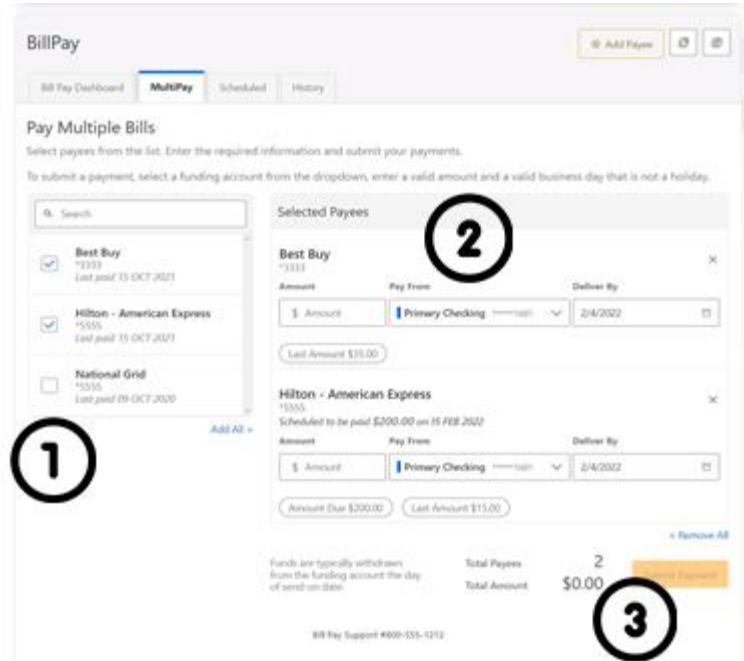 BillPay
Add Payee
Bill Pay Dashboard MultiPay Scheduled History
Pay Multiple Bills
Select payees from the list. Enter the required information and submit your payments.
To submit a payment, select a funding account from the dropdown, enter a valid amount and a valid business day that is not a holiday.
Search
Best Buy
*3333
Last paid 15 OCT 2021
Hilton - American Express
*5555
Last paid 15 OCT 2021
National Grid
*5555
Last paid 09 OCT 2020
Add All »
1
Selected Payees
2
Best Buy
*3333
Amount Pay From Deliver By
$ Amount Primary Checking 2/4/2022
Last Amount $35.00
Hilton - American Express
*5555
Scheduled to be paid $200.00 on 15 FEB 2022
Amount Pay From Deliver By
$ Amount Primary Checking 2/4/2022
Amount Due $200.00 Last Amount $15.00
« Remove All
Funds are typically withdrawn
from the funding account the day
of send-on date.
Total Payees 2
Total Amount $0.00
Submit Payment
3
Bill Pay Support #800-555-1212